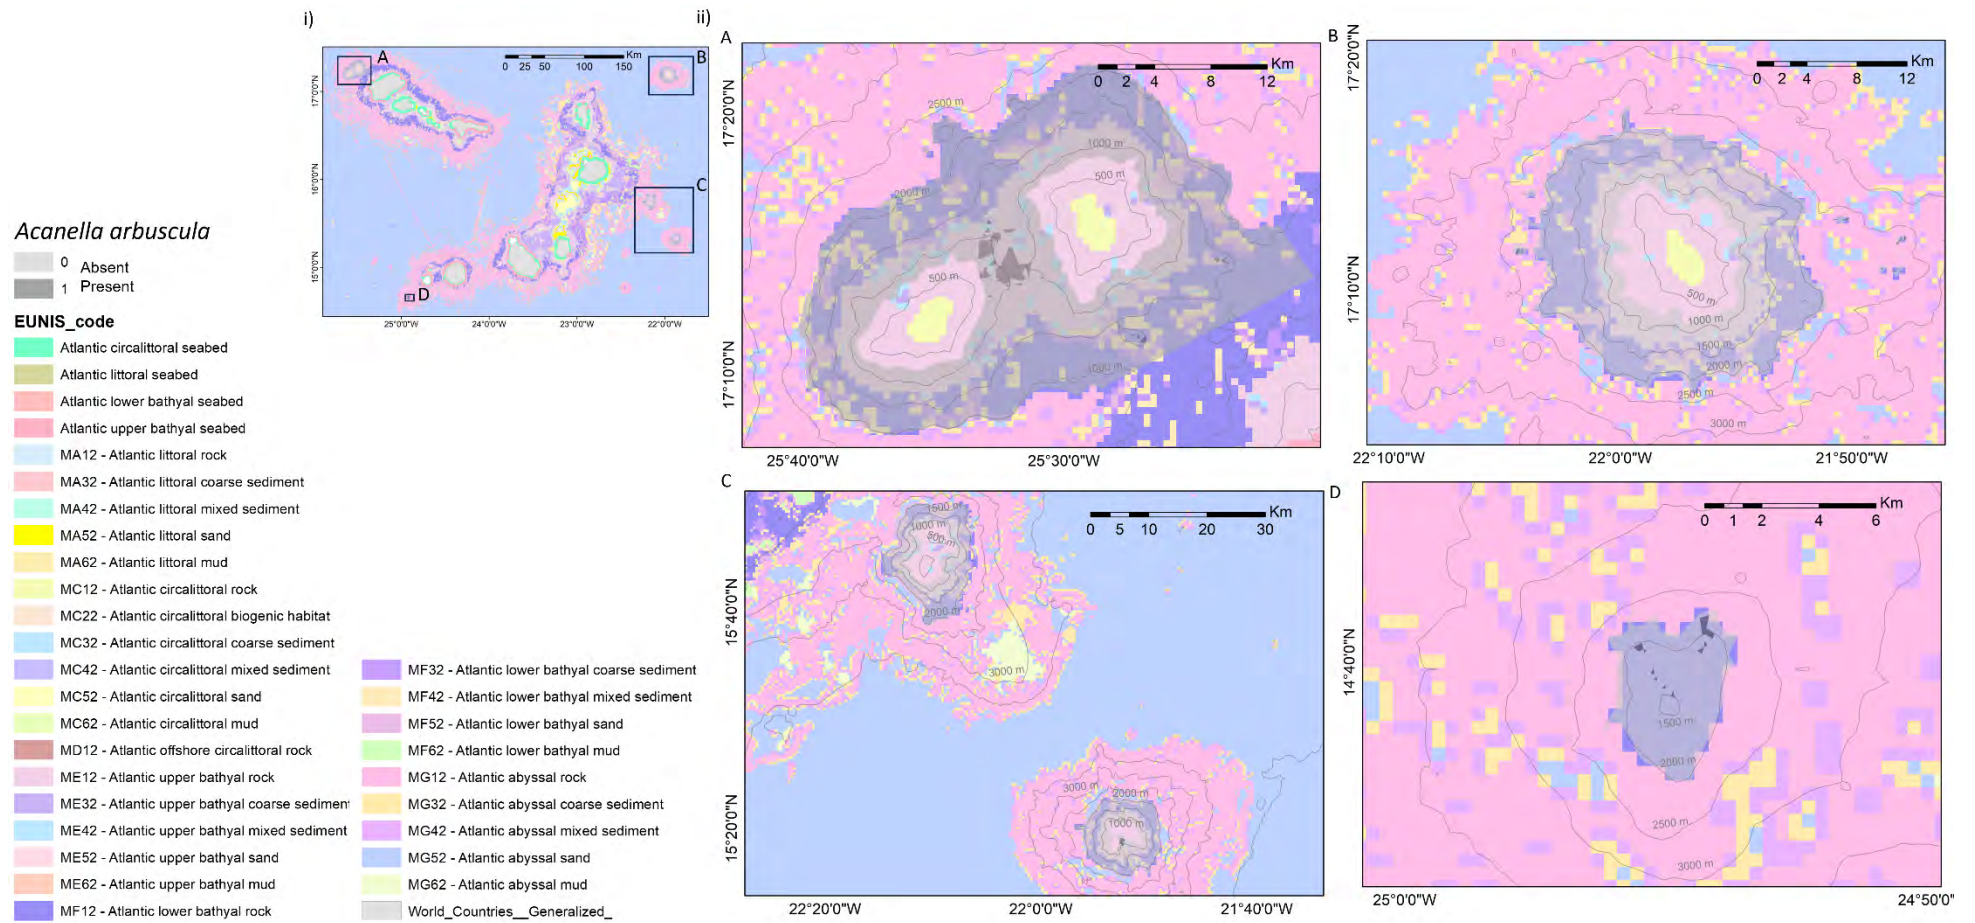 i)
A
B
C
D
Km
0 25 50 100 150
17°0'0"N
16°0'0"N
15°0'0"N
25°0'0"W 24°0'0"W 23°0'0"W 22°0'0"W
Acanella arbuscula
0 Absent
1 Present
EUNIS_code
Atlantic circalittoral seabed
Atlantic littoral seabed
Atlantic lower bathyal seabed
Atlantic upper bathyal seabed
MA12 - Atlantic littoral rock
MA32 - Atlantic littoral coarse sediment
MA42 - Atlantic littoral mixed sediment
MA52 - Atlantic littoral sand
MA62 - Atlantic littoral mud
MC12 - Atlantic circalittoral rock
MC22 - Atlantic circalittoral biogenic habitat
MC32 - Atlantic circalittoral coarse sediment
MC42 - Atlantic circalittoral mixed sediment
MC52 - Atlantic circalittoral sand
MC62 - Atlantic circalittoral mud
MD12 - Atlantic offshore circalittoral rock
ME12 - Atlantic upper bathyal rock
ME32 - Atlantic upper bathyal coarse sediment
ME42 - Atlantic upper bathyal mixed sediment
ME52 - Atlantic upper bathyal sand
ME62 - Atlantic upper bathyal mud
MF12 - Atlantic lower bathyal rock
MF32 - Atlantic lower bathyal coarse sediment
MF42 - Atlantic lower bathyal mixed sediment
MF52 - Atlantic lower bathyal sand
MF62 - Atlantic lower bathyal mud
MG12 - Atlantic abyssal rock
MG32 - Atlantic abyssal coarse sediment
MG42 - Atlantic abyssal mixed sediment
MG52 - Atlantic abyssal sand
MG62 - Atlantic abyssal mud
World_Countries__Generalized_
ii)
A
Km
0 2 4 8 12
17°20'0"N
17°10'0"N
2500 m
1000 m
500 m
2000 m
500 m
1000 m
25°40'0"W 25°30'0"W
B
Km
0 2 4 8 12
17°20'0"N
17°10'0"N
500 m
1000 m
1500 m
2000 m
2500 m
3000 m
22°10'0"W 22°0'0"W 21°50'0"W
C
Km
0 5 10 20 30
15°40'0"N
15°20'0"N
1500 m
1000 m
500 m
2000 m
3000 m
3000 m
2000 m
1000 m
22°20'0"W 22°0'0"W 21°40'0"W
D
Km
0 1 2 4 6
14°40'0"N
1500 m
2000 m
2500 m
3000 m
25°0'0"W 24°50'0"W